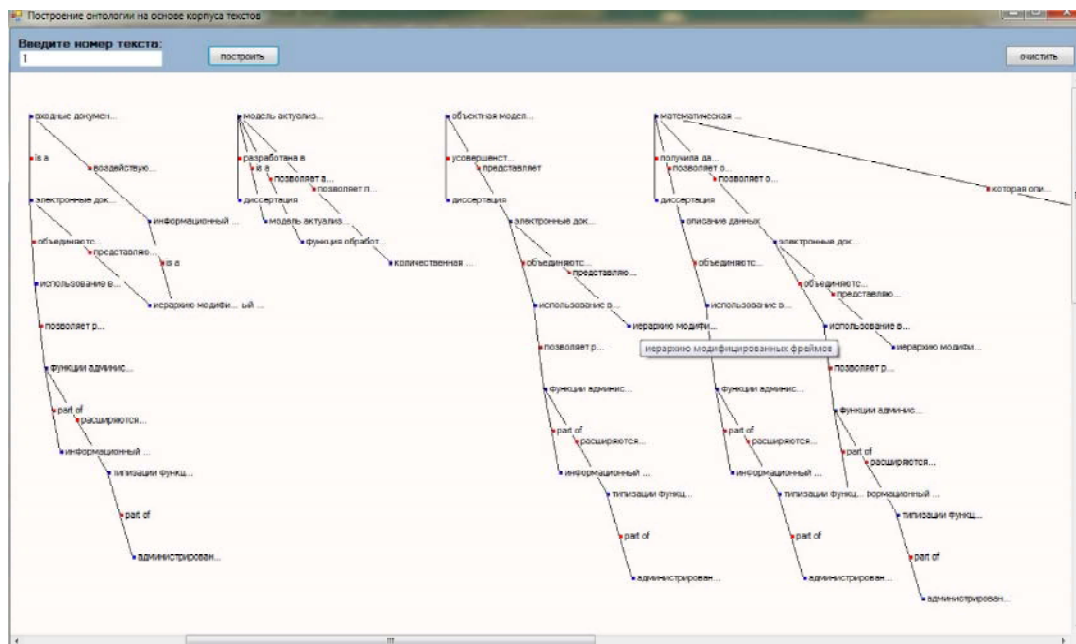 Построение онтологии на основе корпуса текстов
Введите номер текста:
1
построить
очистить
входные докумен...
модель актуализ...
объектная модел...
математическая ...
is a
воздействую...
разработана в
is a
позволяет а...
позволяет п...
усовершенст...
представляет
получила да...
позволяет о...
позволяет о...
которая опи...
электронные док...
диссертация
диссертация
диссертация
информационный ...
модель актуализ...
электронные док...
описание данных
функция обработ...
электронные док...
объединяютс...
представляю...
is a
количественная ...
объединяютс...
представляю...
объединяютс...
объединяютс...
представляю...
использование в...
иерархию модифи...
ый ...
использование в...
использование в...
позволяет р...
иерархию модифи...
использование в...
позволяет р...
иерархию модифицированных фреймов
иерархию модифи...
функции админис...
позволяет р...
функции админис...
функции админис...
part of
расширяются...
функции админис...
part of
расширяются...
part of
расширяются...
информационный ...
part of
расширяются...
типизации функц...
информационный ...
информационный ...
типизации функц...
типизации функц...
формационный ...
part of
типизации функц...
part of
part of
администрирован...
part of
администрирован...
администрирован...
администрирован...